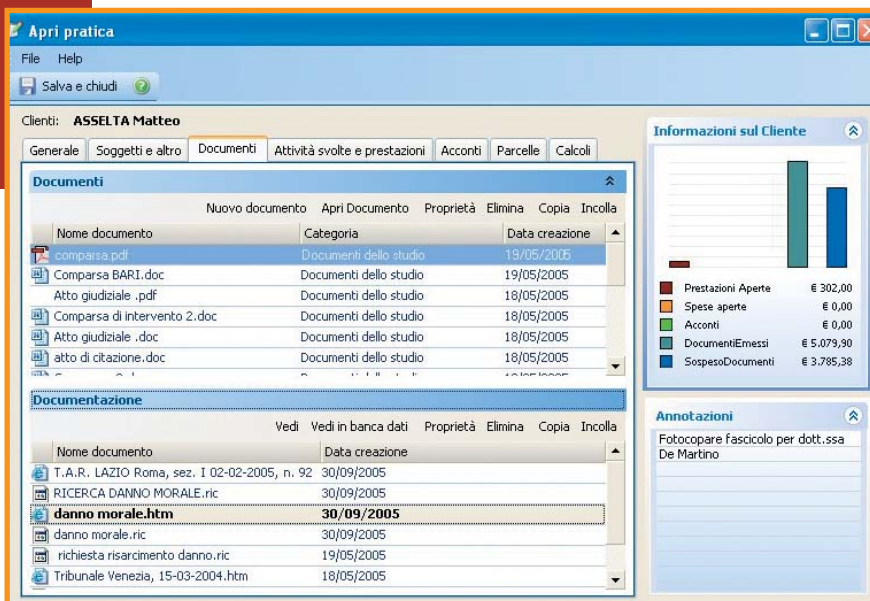 Apri pratica
File Help
Salva e chiudi
Clienti: ASSELTA Matteo
Generale Soggetti e altro Documenti Attività svolte e prestazioni Acconti Parcelle Calcoli
Documenti
Nuovo documento Apri Documento Proprietà Elimina Copia Incolla
Nome documento Categoria Data creazione
comparsa.pdf Documenti dello studio 19/05/2005
Comparsa BARI.doc Documenti dello studio 19/05/2005
Atto giudiziale .pdf Documenti dello studio 18/05/2005
Comparsa di intervento 2.doc Documenti dello studio 18/05/2005
Atto giudiziale .doc Documenti dello studio 18/05/2005
atto di citazione.doc Documenti dello studio 18/05/2005
Documentazione
Vedi Vedi in banca dati Proprietà Elimina Copia Incolla
Nome documento Data creazione
T.A.R. LAZIO Roma, sez. I 02-02-2005, n. 92 30/09/2005
RICERCA DANNO MORALE.ric 30/09/2005
danno morale.htm 30/09/2005
danno morale.ric 30/09/2005
richiesta risarcimento danno.ric 19/05/2005
Tribunale Venezia, 15-03-2004.htm 18/05/2005
Informazioni sul Cliente
Prestazioni Aperte € 302,00
Spese aperte € 0,00
Acconti € 0,00
DocumentiEmessi € 5.079,90
SospesoDocumenti € 3.785,38
Annotazioni
Fotocopare fascicolo per dott.ssa
De Martino